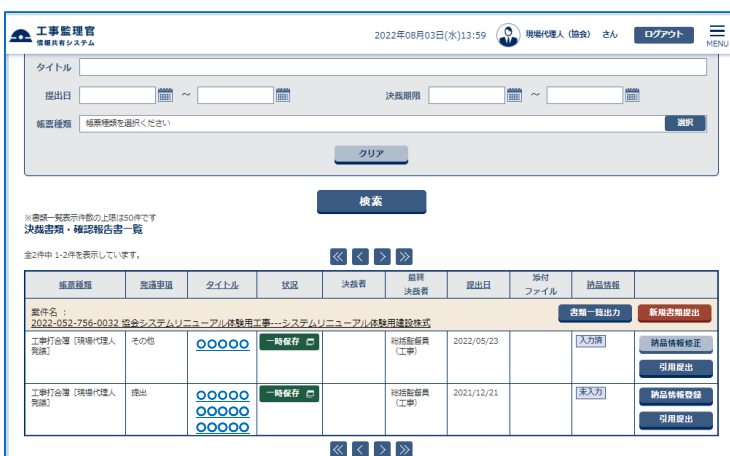 工事監理官
情報共有システム
2022年08月03日(水)13:59
現場代理人（協会） さん
ログアウト
MENU
タイトル
提出日 ～ 決裁期限 ～
帳票種類 帳票種類を選択ください 選択
クリア
検索
※書類一覧表示件数の上限は50件です
決裁書類・確認報告書一覧
全2件中 1-2件を表示しています。
帳票種類 発議事項 タイトル 状況 決裁者 最終 決裁者 提出日 添付 ファイル 納品情報
案件名 ： 書類一覧出力 新規書類提出
2022-052-756-0032 協会システムリニューアル体験用工事---システムリニューアル体験用建設株式
工事打合簿［現場代理人 その他 〇〇〇〇〇 一時保存 総括監督員 2022/05/23 入力済 納品情報修正
発議］ （工事）
引用提出
工事打合簿［現場代理人 提出 〇〇〇〇〇 一時保存 総括監督員 2021/12/21 未入力 納品情報登録
発議］ 〇〇〇〇〇 （工事）
〇〇〇〇〇 引用提出